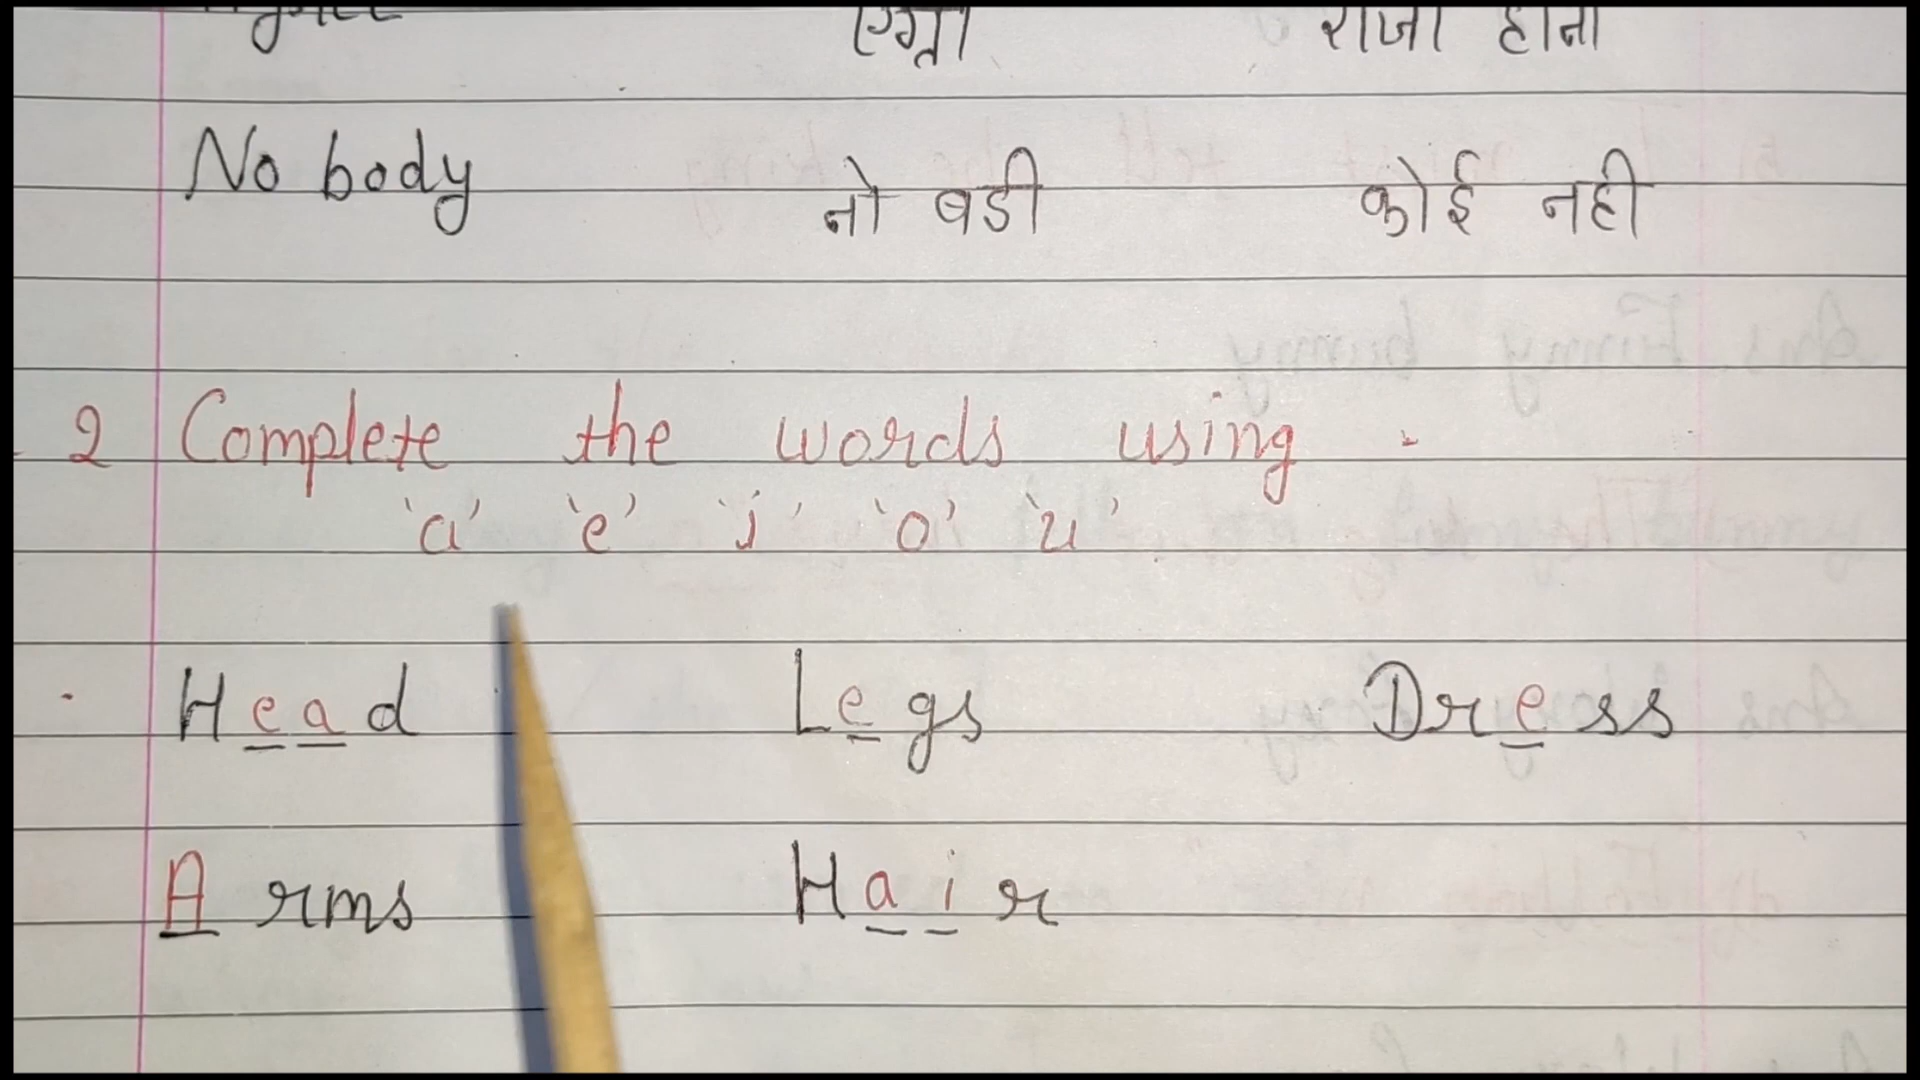 राजी होना
No body नो बडी कोई नही
2 Complete the words using -
'a' 'e' 'i' 'o' 'u'
Head Legs Dress
Arms Hair